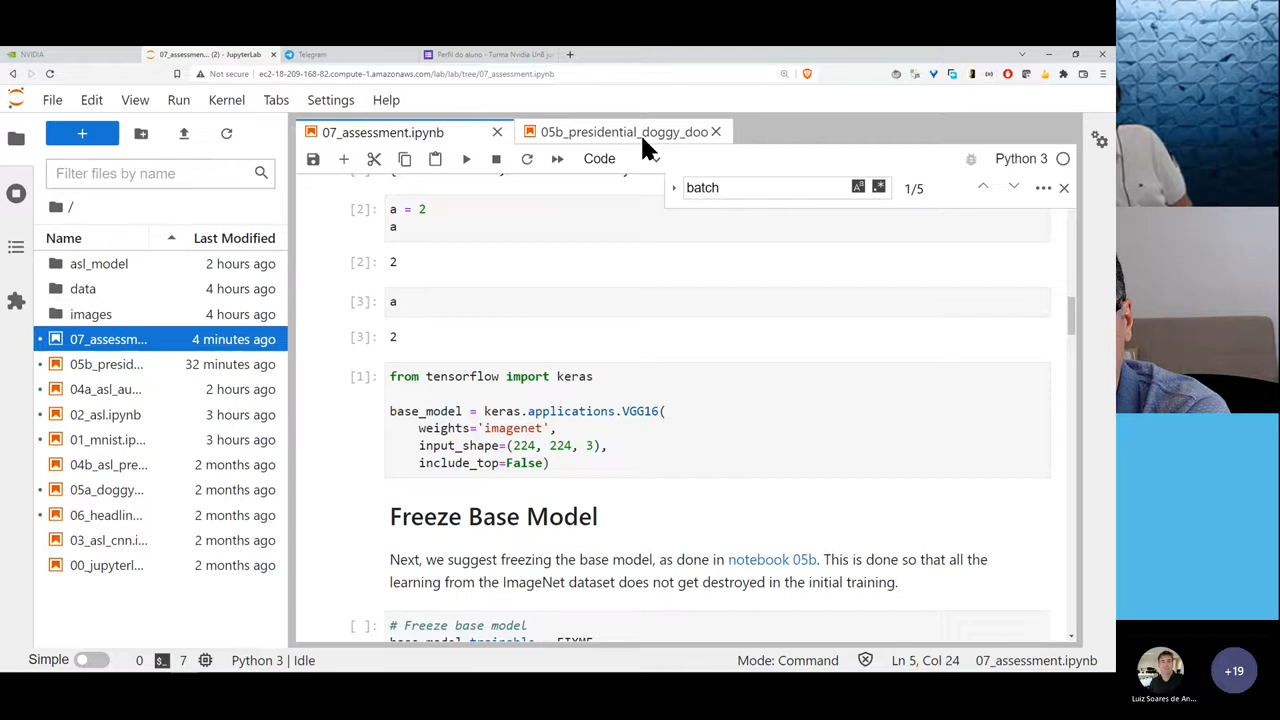 NVIDIA
07_assessmen... (2) - JupyterLab
Telegram
Perfil do aluno - Turma Nvidia UnB ju
Not secure
ec2-18-209-168-82.compute-1.amazonaws.com/lab/lab/tree/07_assessment.ipynb
File Edit View Run Kernel Tabs Settings Help
07_assessment.ipynb
05b_presidential_doggy_doo
Code
Python 3
Filter files by name
batch
1/5
/
Name
Last Modified
asl_model 2 hours ago
data 4 hours ago
images 4 hours ago
07_assessm... 4 minutes ago
05b_presid... 32 minutes ago
04a_asl_au... 2 hours ago
02_asl.ipynb 3 hours ago
01_mnist.ip... 3 hours ago
04b_asl_pre... 2 months ago
05a_doggy... 2 months ago
06_headlin... 2 months ago
03_asl_cnn.i... 2 months ago
00_jupyterl... 2 months ago
[2]: a = 2
a
[2]: 2
[3]: a
[3]: 2
[1]: from tensorflow import keras
base_model = keras.applications.VGG16(
weights='imagenet',
input_shape=(224, 224, 3),
include_top=False)
Freeze Base Model
Next, we suggest freezing the base model, as done in notebook 05b. This is done so that all the
learning from the ImageNet dataset does not get destroyed in the initial training.
[ ]: # Freeze base model
base_model.trainable = FIXME
Simple
0
7
Python 3 | Idle
Mode: Command
Ln 5, Col 24
07_assessment.ipynb
+19
Luiz Soares de An...